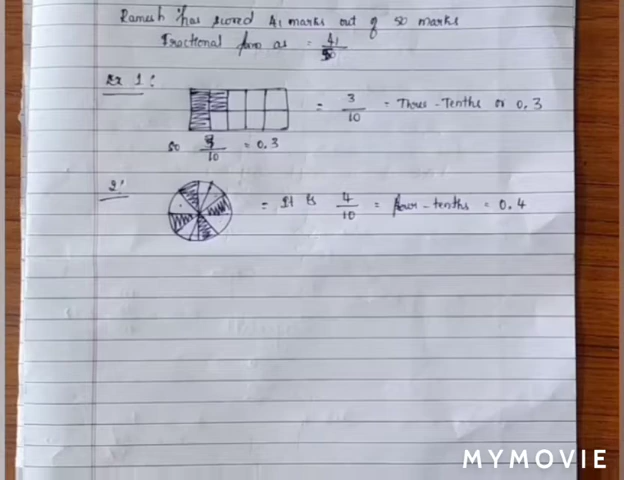 Ramesh has scored 41 marks out of 50 marks
Fractional form as = 41/50
Ex 1:
= 3/10 = Three-Tenths or 0.3
so 3/10 = 0.3
2'
= It is 4/10 = four-tenths = 0.4
MYMOVIE